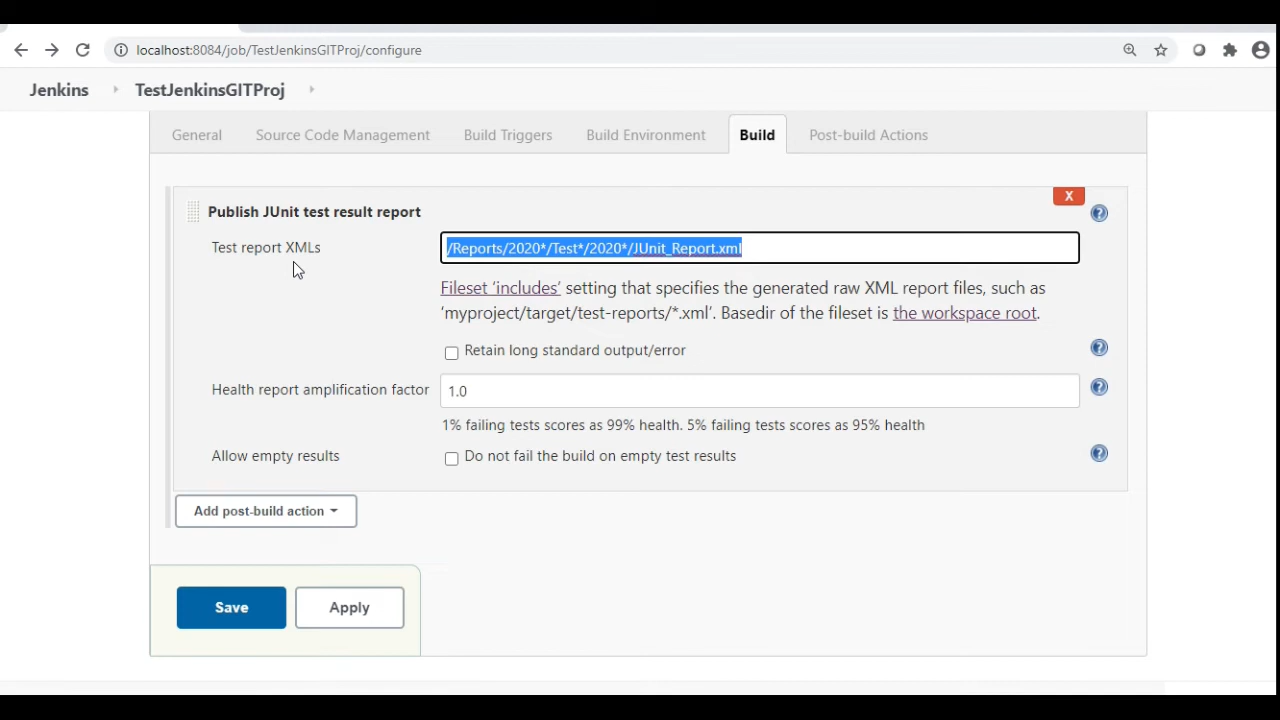 localhost:8084/job/TestJenkinsGITProj/configure
Jenkins TestJenkinsGITProj
General Source Code Management Build Triggers Build Environment Build Post-build Actions
X
Publish JUnit test result report
?
Test report XMLs /Reports/2020*/Test*/2020*/JUnit_Report.xml
Fileset ‘includes’ setting that specifies the generated raw XML report files, such as
‘myproject/target/test-reports/*.xml’. Basedir of the fileset is the workspace root.
Retain long standard output/error ?
Health report amplification factor 1.0 ?
1% failing tests scores as 99% health. 5% failing tests scores as 95% health
Allow empty results Do not fail the build on empty test results ?
Add post-build action
Save Apply